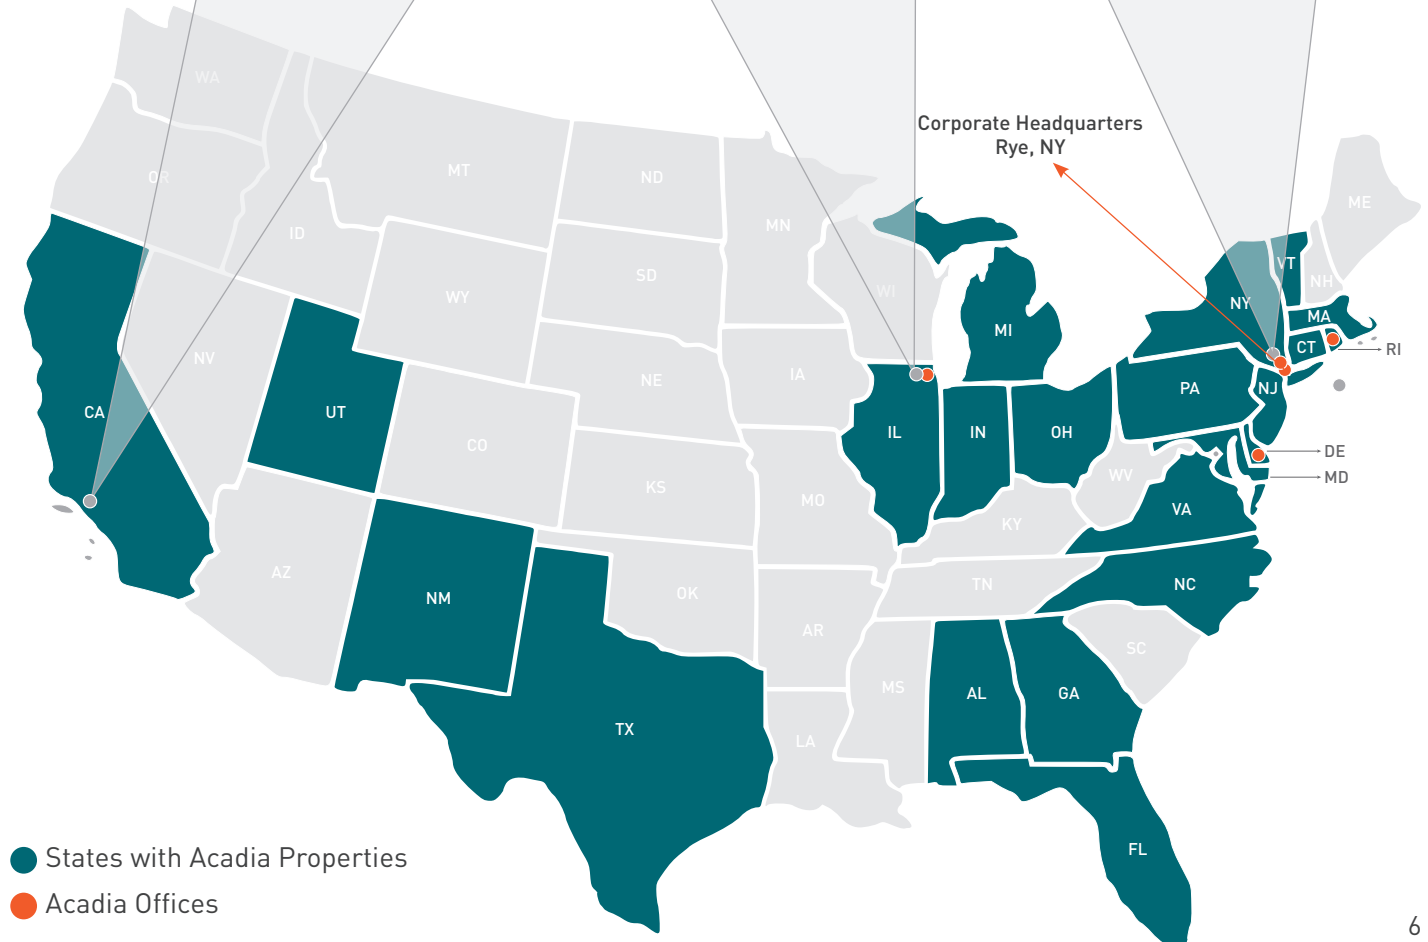 WA
Corporate Headquarters
Rye, NY
MT
ND
OR
ME
MN
ID
VT
SD
NH
WI
WY
NY
MA
MI
CT
RI
NV
IA
NE
PA
NJ
CA
UT
IL
IN
OH
CO
DE
WV
MD
KS
MO
VA
KY
AZ
TN
NC
OK
NM
AR
SC
MS
AL
GA
TX
LA
FL
States with Acadia Properties
Acadia Offices
6